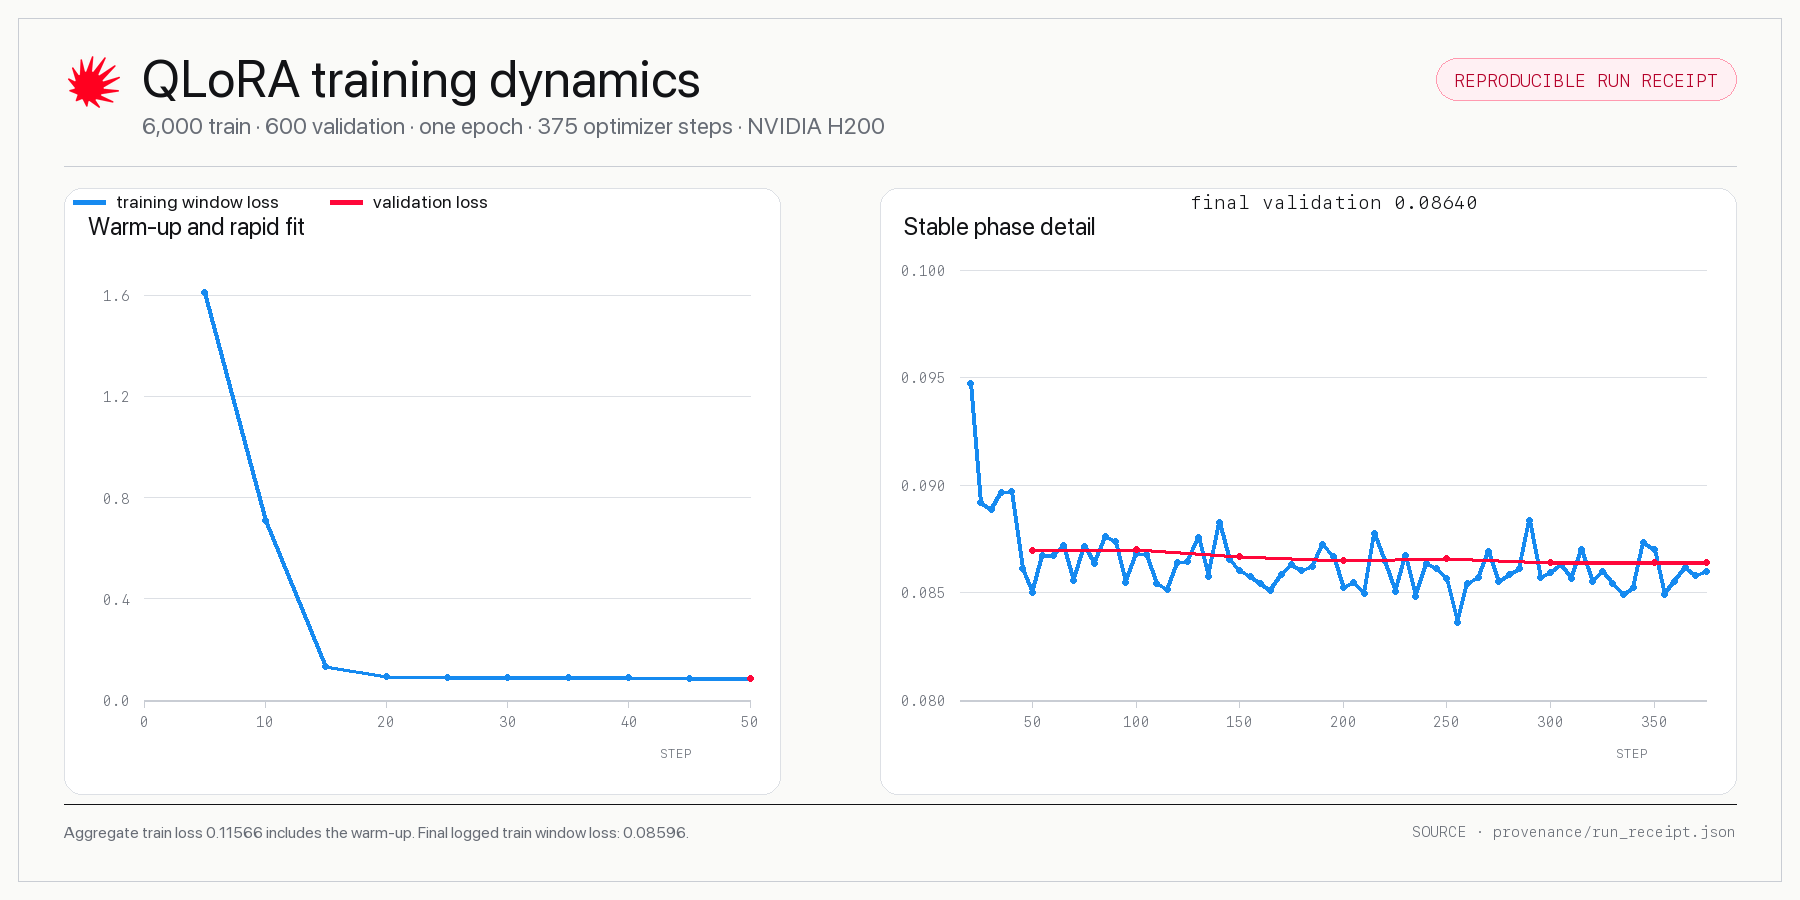 QLoRA training dynamics
REPRODUCIBLE RUN RECEIPT
6,000 train · 600 validation · one epoch · 375 optimizer steps · NVIDIA H200
training window loss
validation loss
Warm-up and rapid fit
1.6
1.2
0.8
0.4
0.0
0 10 20 30 40 50
STEP
final validation 0.08640
Stable phase detail
0.100
0.095
0.090
0.085
0.080
50 100 150 200 250 300 350
STEP
Aggregate train loss 0.11566 includes the warm-up. Final logged train window loss: 0.08596.
SOURCE · provenance/run_receipt.json